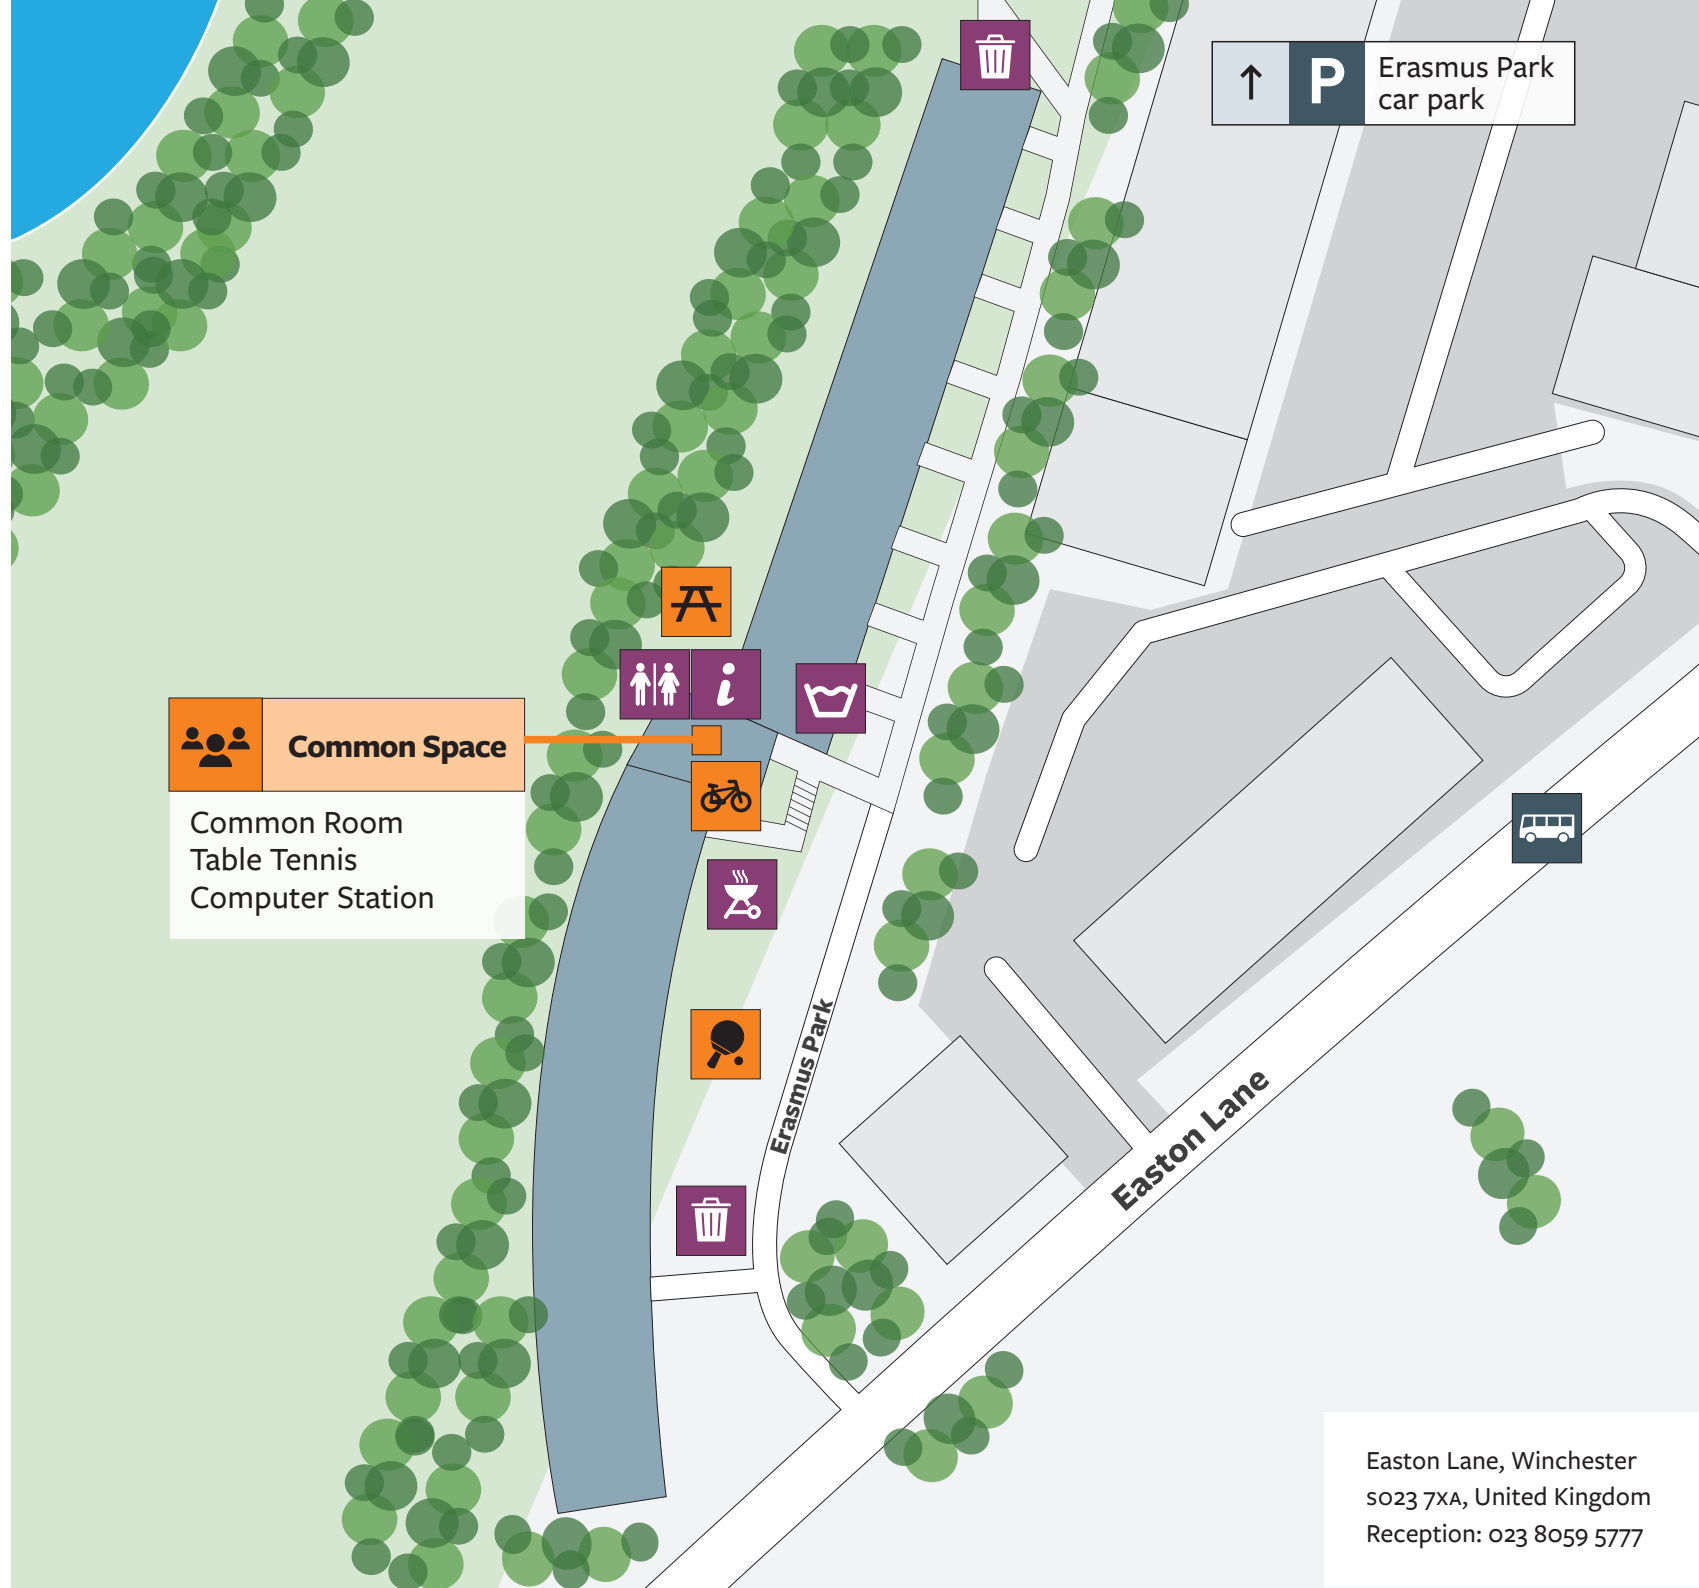 P
Erasmus Park
car park
i
Common Space
Common Room
Table Tennis
Computer Station
Erasmus Park
Easton Lane
Easton Lane, Winchester
SO23 7XA, United Kingdom
Reception: 023 8059 5777